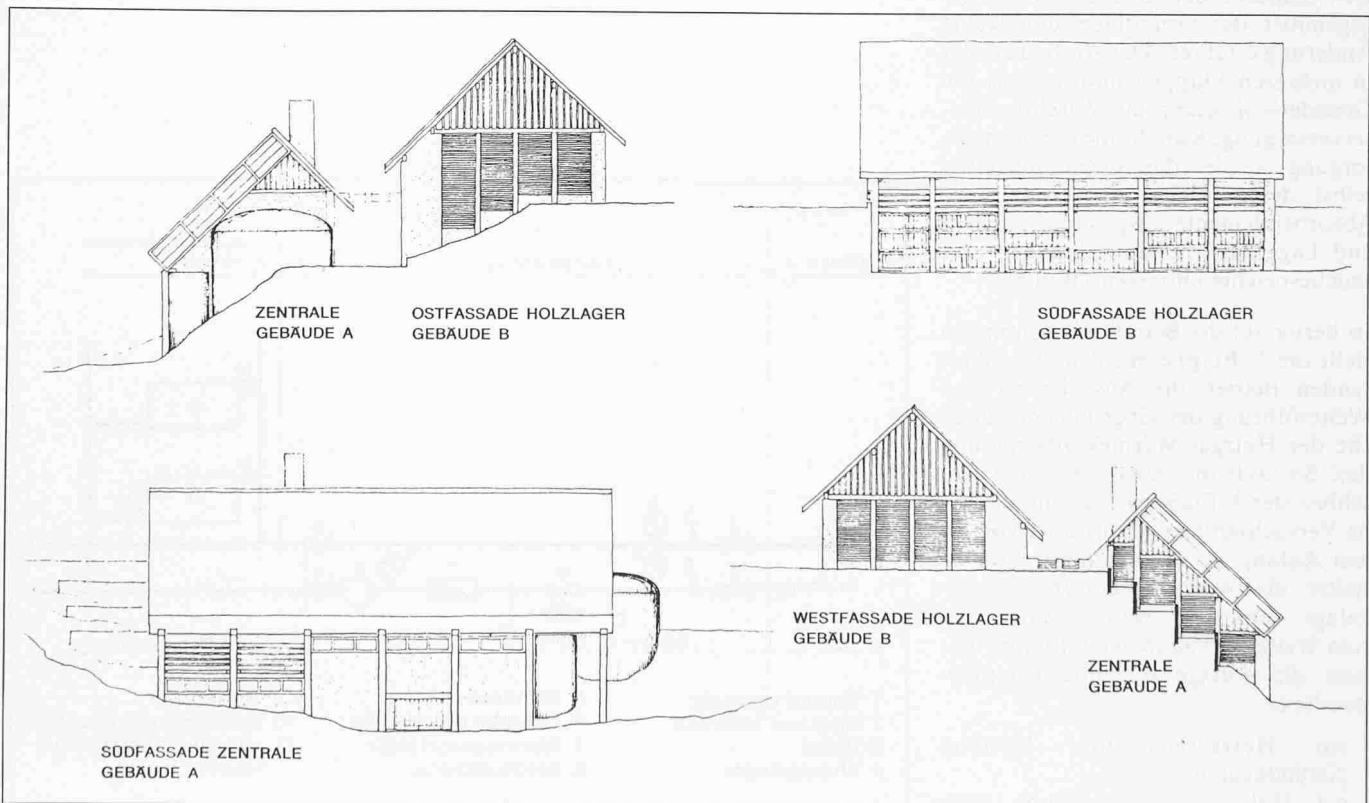 ZENTRALE
GEBÄUDE A
OSTFASSADE HOLZLAGER
GEBÄUDE B
SÜDFASSADE HOLZLAGER
GEBÄUDE B
WESTFASSADE HOLZLAGER
GEBÄUDE B
ZENTRALE
GEBÄUDE A
SÜDFASSADE ZENTRALE
GEBÄUDE A